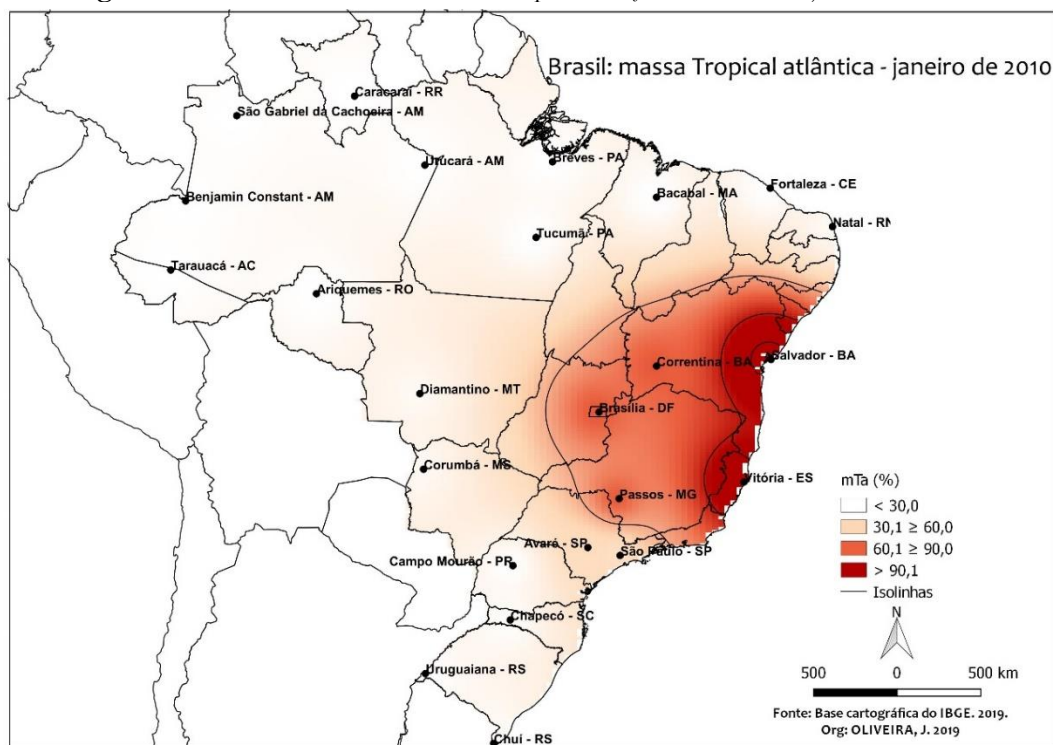 Brasil: massa Tropical atlântica - janeiro de 2010
Caracaraí - RR
São Gabriel da Cachoeira - AM
Urucará - AM
Breves - PA
Fortaleza - CE
Benjamin Constant - AM
Bacabal - MA
Natal - RN
Tucumã - PA
Tarauacá - AC
Ariquemes - RO
Correntina - BA
Salvador - BA
Diamantino - MT
Brasília - DF
Corumbá - MS
Vitória - ES
Passos - MG
mTa (%)
< 30,0
30,1 ≥ 60,0
60,1 ≥ 90,0
> 90,1
Isolinhas
Avaré - SP
São Paulo - SP
Campo Mourão - PR
Chapecó - SC
Uruguaiana - RS
Chuí - RS
N
500 0 500 km
Fonte: Base cartográfica do IBGE. 2019.
Org: OLIVEIRA, J. 2019